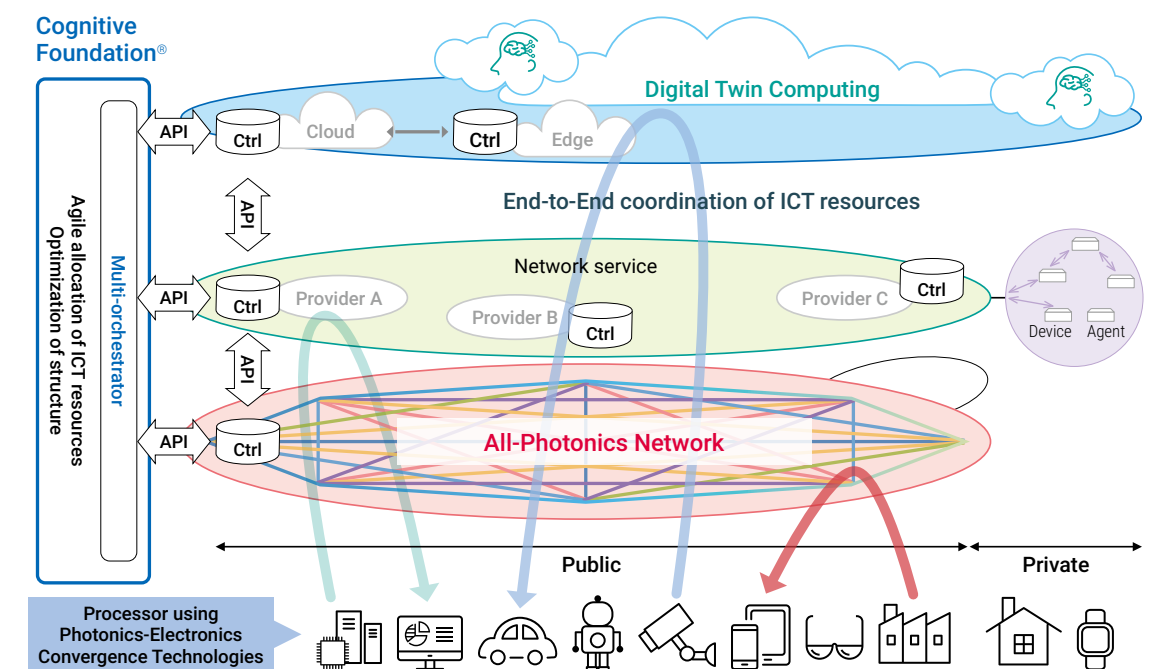 Cognitive
Foundation®
Digital Twin Computing
API
Ctrl
Cloud
Ctrl
Edge
API
End-to-End coordination of ICT resources
Agile allocation of ICT resources
Optimization of structure
Multi-orchestrator
Network service
API
Ctrl
Provider A
Provider B
Ctrl
Provider C
Ctrl
Device
Agent
API
API
Ctrl
All-Photonics Network
Public
Private
Processor using
Photonics-Electronics
Convergence Technologies